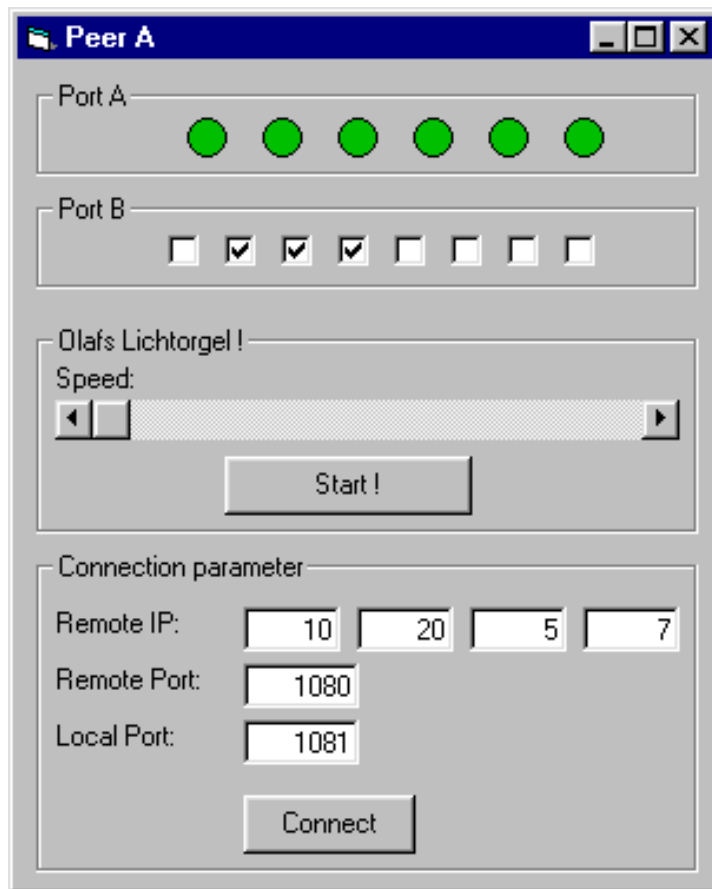 Peer A
Port A
Port B
Olafs Lichtorgel !
Speed:
Start !
Connection parameter
Remote IP: 10 20 5 7
Remote Port: 1080
Local Port: 1081
Connect